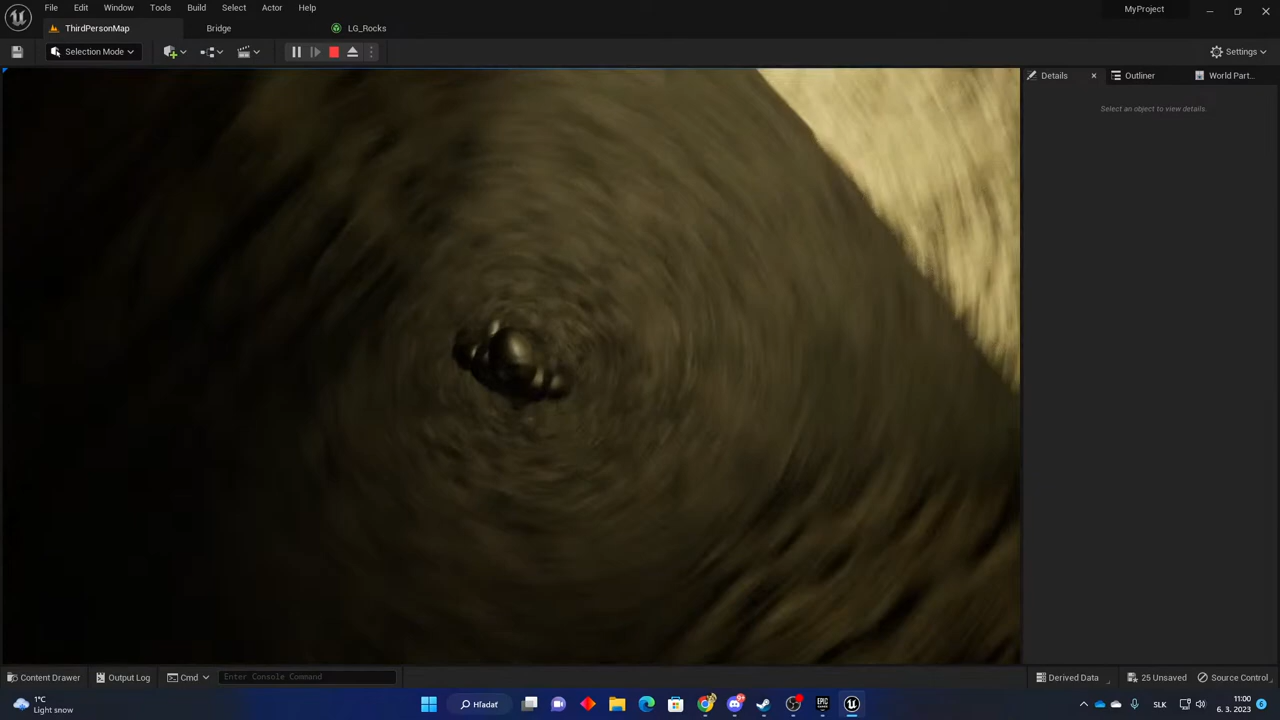 File Edit Window Tools Build Select Actor Help
MyProject
ThirdPersonMap Bridge LG_Rocks
Selection Mode
Settings
Details Outliner World Part...
Select an object to view details.
Content Drawer Output Log Cmd Enter Console Command
Derived Data 25 Unsaved Source Control
1°C
Light snow
Hľadať
SLK
11:00
6. 3. 2023
EPIC